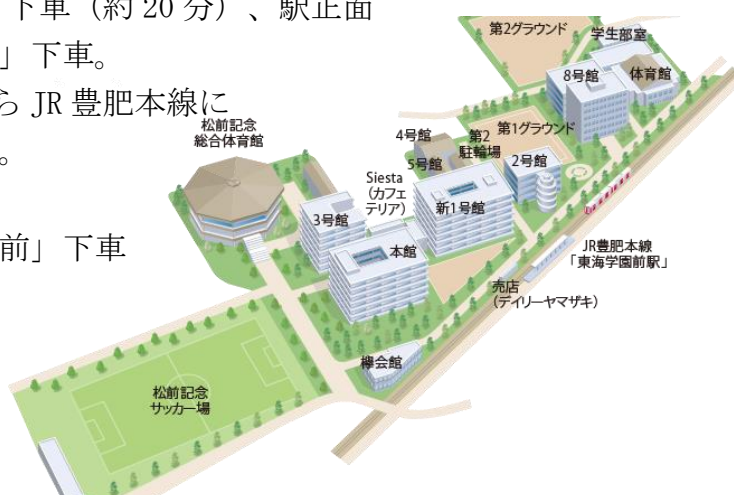 下車（約 20 分）、駅正面
」下車。
ら JR 豊肥本線に
。
前」下車
第2グラウンド
学生部室
8号館
体育館
松前記念
総合体育館
4号館
第2
駐輪場
第1グラウンド
5号館
2号館
Siesta
（カフェ
テリア）
3号館
新1号館
本館
JR豊肥本線
「東海学園前駅」
売店
（デイリーヤマザキ）
欅会館
松前記念
サッカー場